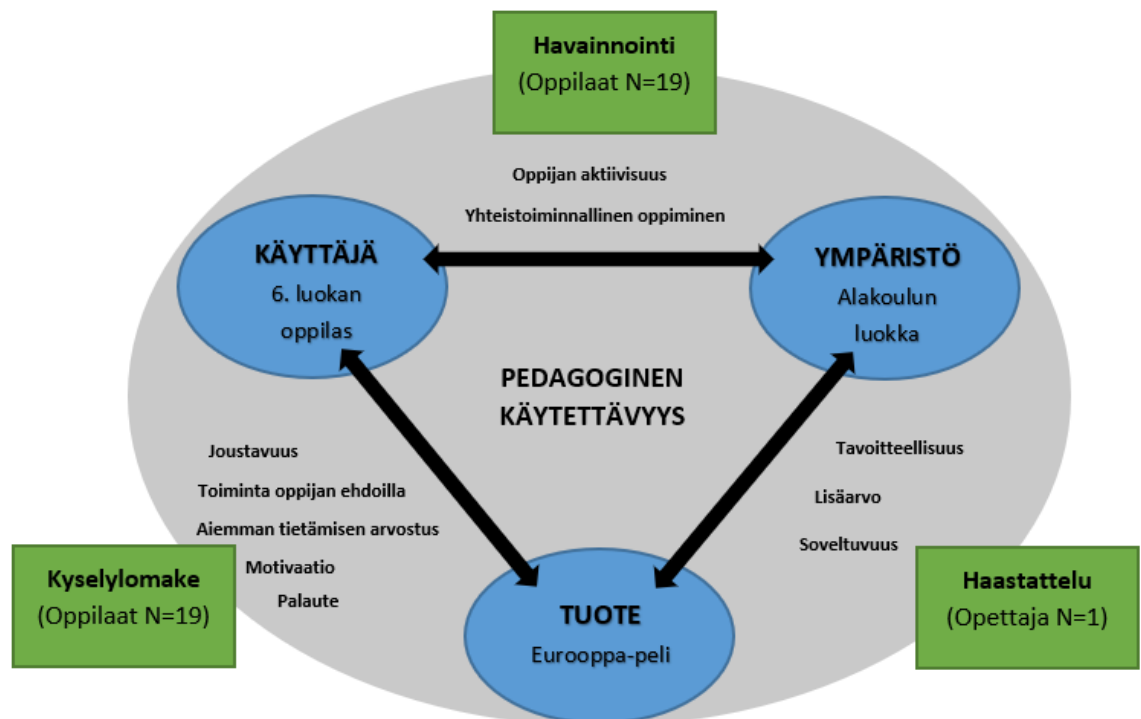 Havainnointi
(Oppilaat N=19)
Oppijan aktiivisuus
Yhteistoiminnallinen oppiminen
KÄYTTÄJÄ
6. luokan
oppilas
YMPÄRISTÖ
Alakoulun
luokka
PEDAGOGINEN
KÄYTETTÄVYYS
Joustavuus
Toiminta oppijan ehdoilla
Aiemman tietämisen arvostus
Motivaatio
Palaute
Tavoitteellisuus
Lisäarvo
Soveltuvuus
Kyselylomake
(Oppilaat N=19)
TUOTE
Eurooppa-peli
Haastattelu
(Opettaja N=1)